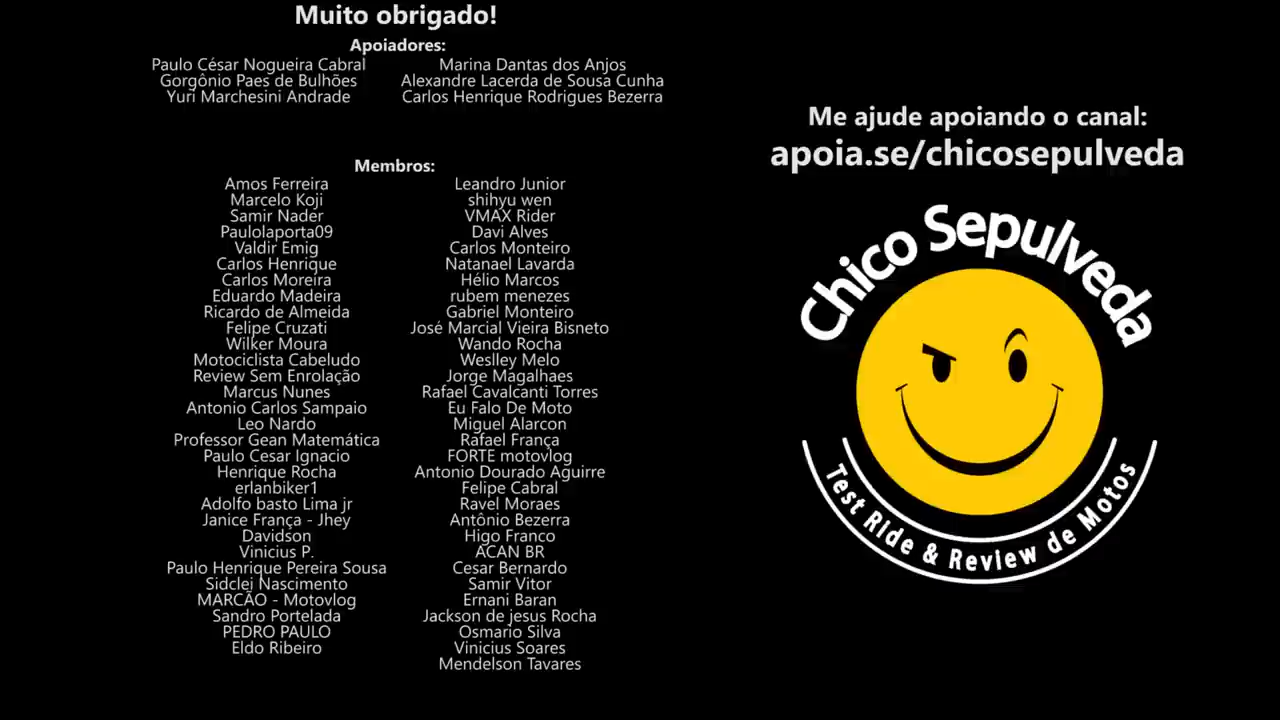 Muito obrigado!
Apoiadores:
Paulo César Nogueira Cabral
Gorgônio Paes de Bulhões
Yuri Marchesini Andrade
Marina Dantas dos Anjos
Alexandre Lacerda de Sousa Cunha
Carlos Henrique Rodrigues Bezerra
Membros:
Amos Ferreira
Marcelo Koji
Samir Nader
Paulolaporta09
Valdir Emig
Carlos Henrique
Carlos Moreira
Eduardo Madeira
Ricardo de Almeida
Felipe Cruzati
Wilker Moura
Motociclista Cabeludo
Review Sem Enrolação
Marcus Nunes
Antonio Carlos Sampaio
Leo Nardo
Professor Gean Matemática
Paulo Cesar Ignacio
Henrique Rocha
erlanbiker1
Adolfo basto Lima jr
Janice França - Jhey
Davidson
Vinicius P.
Paulo Henrique Pereira Sousa
Sidclei Nascimento
MARCÃO - Motovlog
Sandro Portelada
PEDRO PAULO
Eldo Ribeiro
Leandro Junior
shihyu wen
VMAX Rider
Davi Alves
Carlos Monteiro
Natanael Lavarda
Hélio Marcos
rubem menezes
Gabriel Monteiro
José Marcial Vieira Bisneto
Wando Rocha
Weslley Melo
Jorge Magalhaes
Rafael Cavalcanti Torres
Eu Falo De Moto
Miguel Alarcon
Rafael França
FORTE motovlog
Antonio Dourado Aguirre
Felipe Cabral
Ravel Moraes
Antônio Bezerra
Higo Franco
ACAN BR
Cesar Bernardo
Samir Vitor
Ernani Baran
Jackson de jesus Rocha
Osmario Silva
Vinicius Soares
Mendelson Tavares
Me ajude apoiando o canal:
apoia.se/chicosepulveda
Chico Sepulveda
Test Ride & Review de Motos